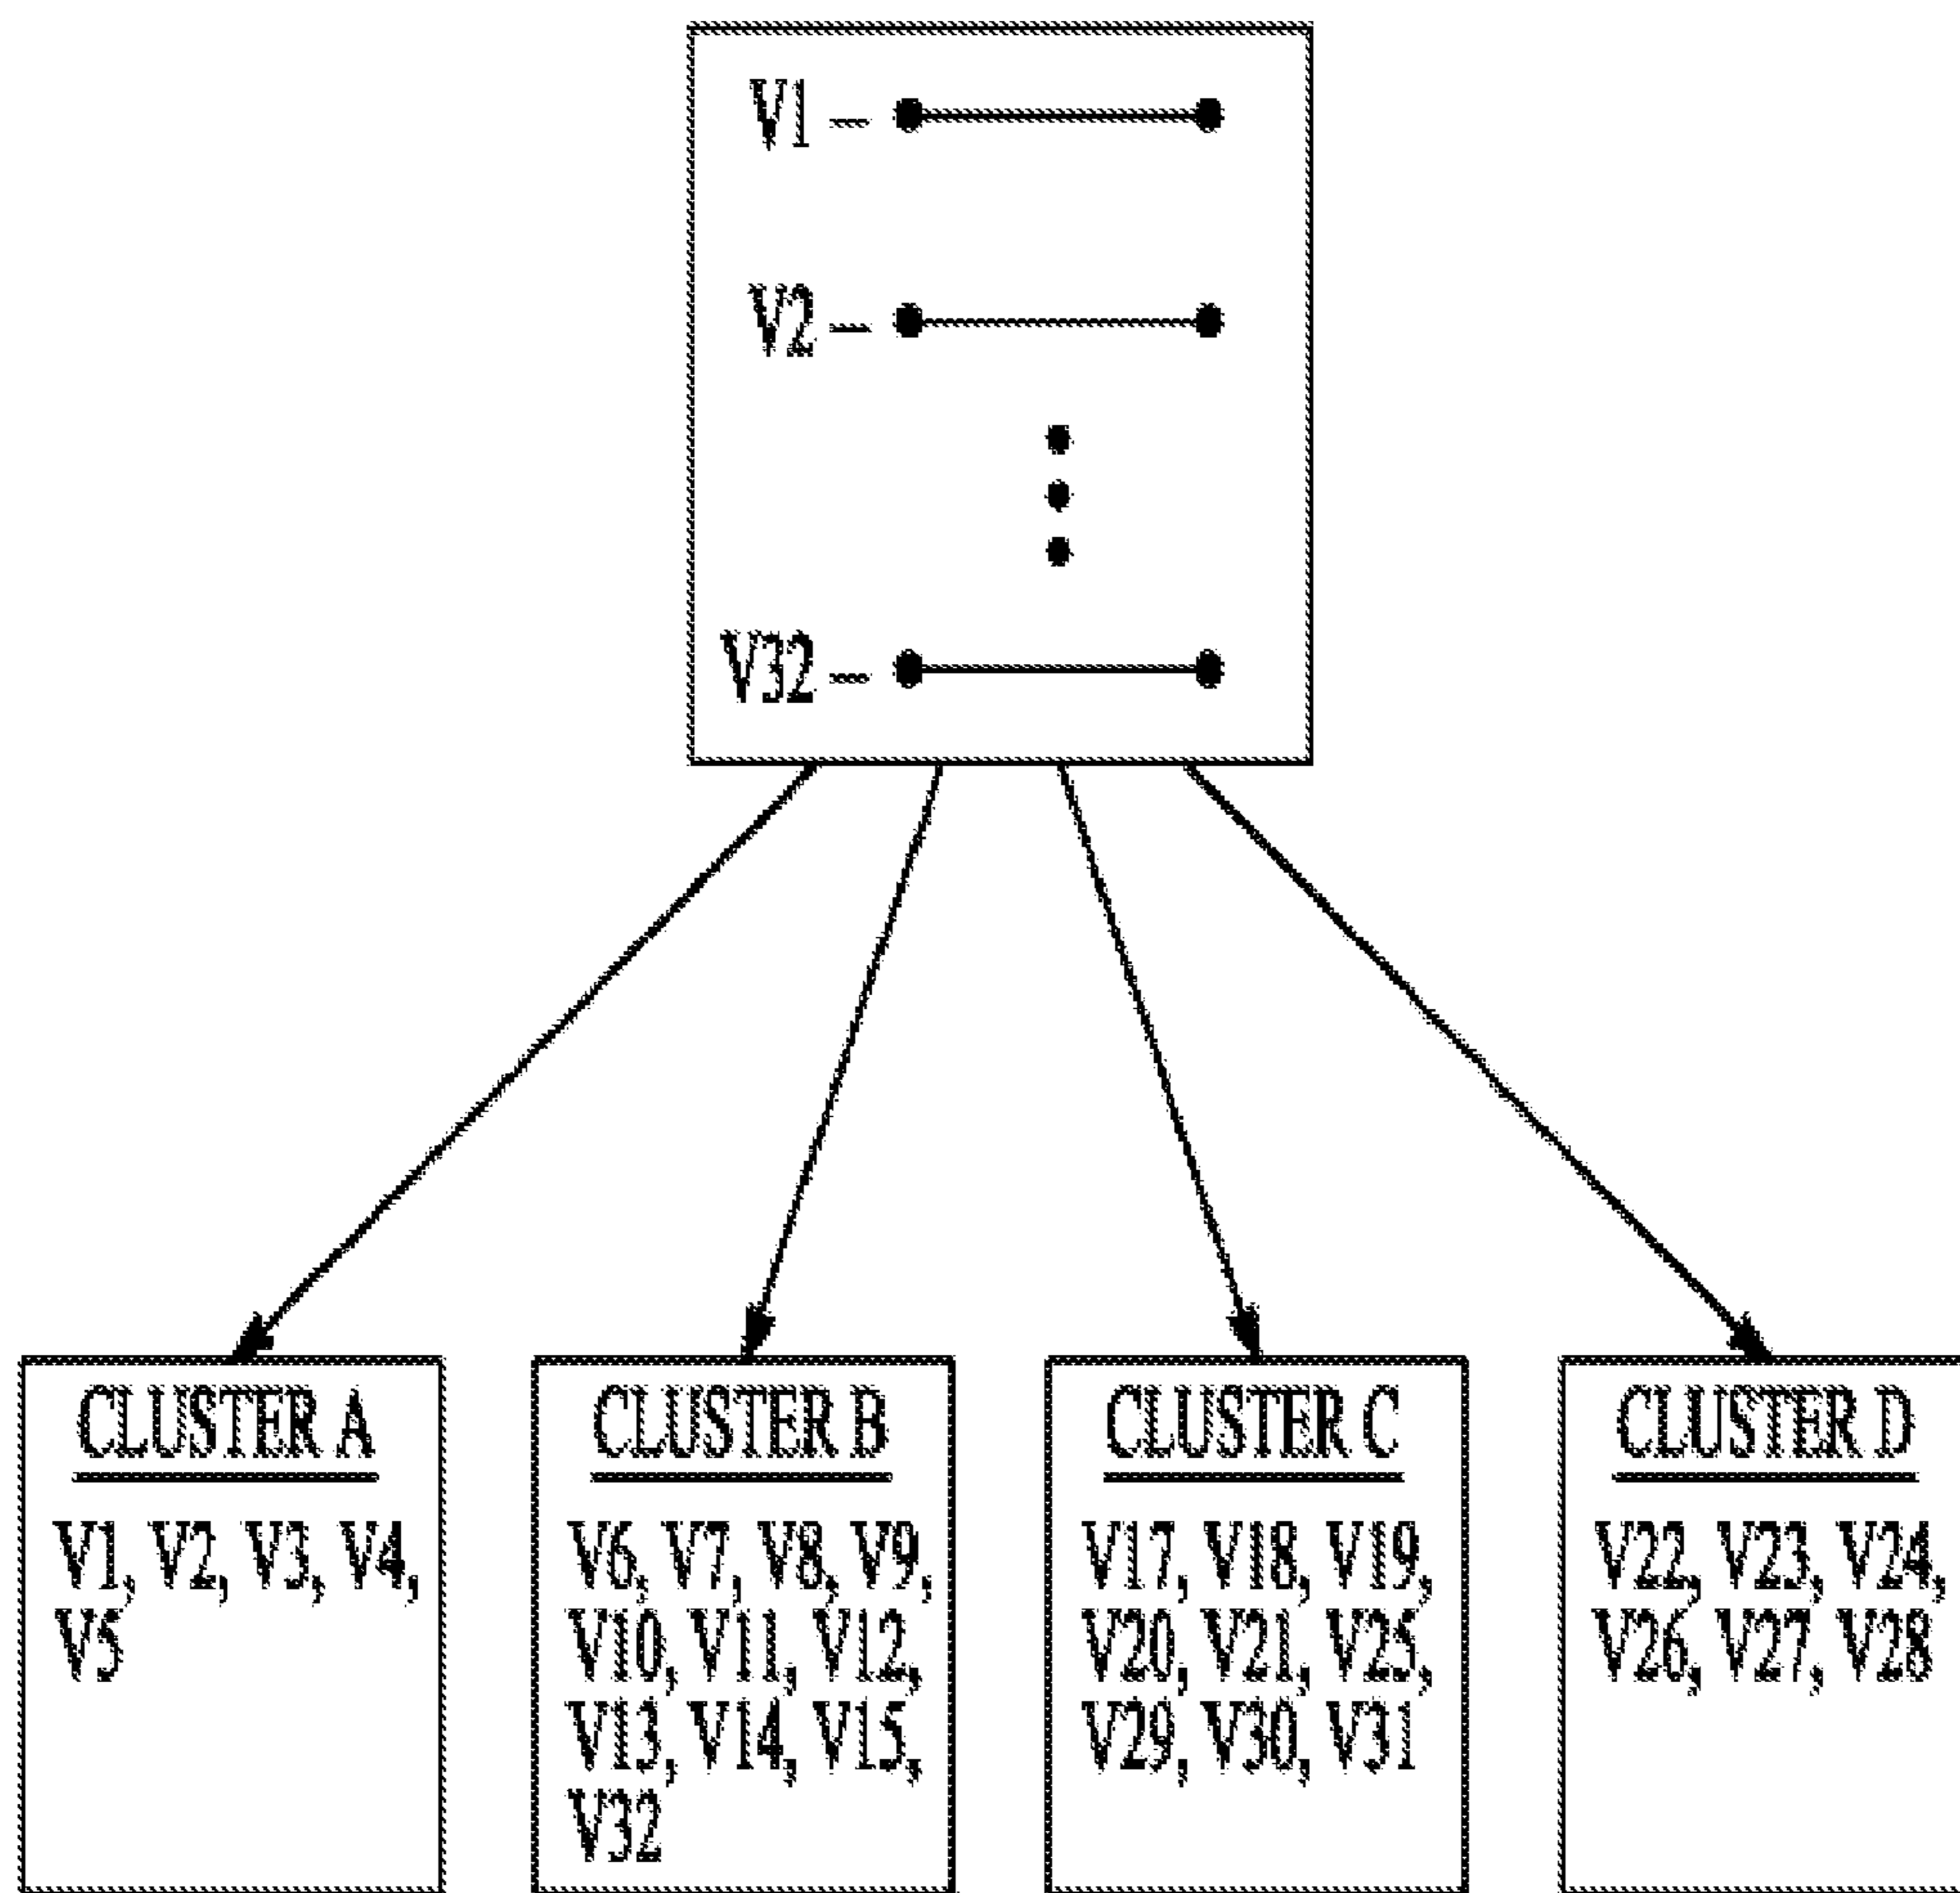 V1
V2
V32
CLUSTER A
V1, V2, V3, V4,
V5
CLUSTER B
V6, V7, V8, V9,
V10, V11, V12,
V13, V14, V15,
V32
CLUSTER C
V17, V18, V19,
V20, V21, V25,
V29, V30, V31
CLUSTER D
V22, V23, V24,
V26, V27, V28